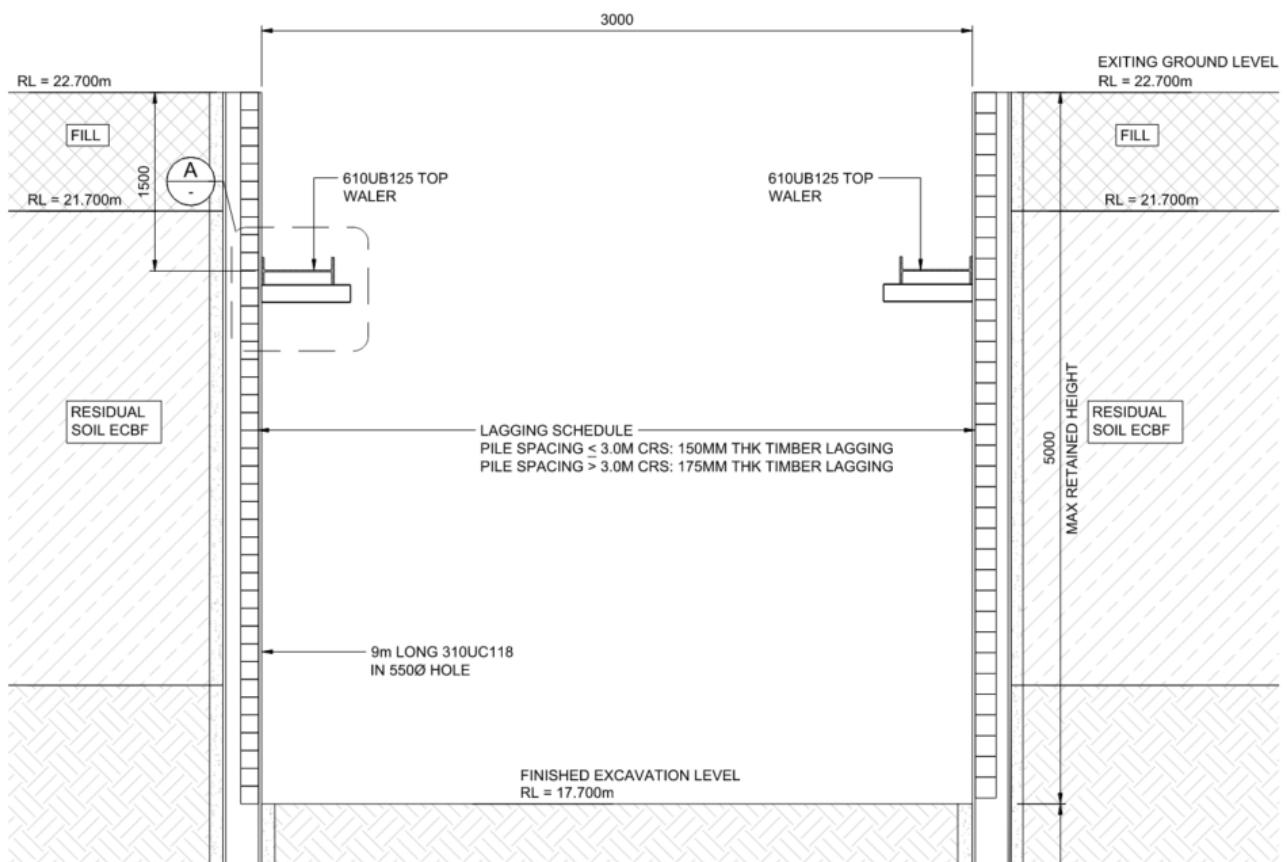 3000
EXITING GROUND LEVEL
RL = 22.700m
RL = 22.700m
FILL
FILL
A
-
1500
610UB125 TOP
WALER
610UB125 TOP
WALER
RL = 21.700m
RL = 21.700m
RESIDUAL
SOIL ECBF
LAGGING SCHEDULE
PILE SPACING ≤ 3.0M CRS: 150MM THK TIMBER LAGGING
PILE SPACING > 3.0M CRS: 175MM THK TIMBER LAGGING
5000
MAX RETAINED HEIGHT
RESIDUAL
SOIL ECBF
9m LONG 310UC118
IN 550Ø HOLE
FINISHED EXCAVATION LEVEL
RL = 17.700m